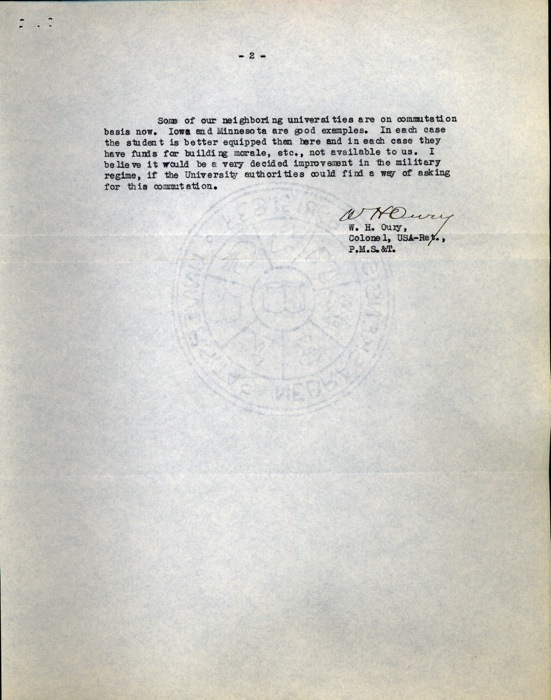 - 2 -
Some of our neighboring universities are on commutation
basis now. Iowa and Minnesota are good examples. In each case
the student is better equipped than here and in each case they
have funds for building morale, etc., not available to us. I
believe it would be a very decided improvement in the military
regime, if the University authorities could find a way of asking
for this commutation.
W H Oury
W. H. Oury,
Colonel, USA-Ret.,
P.M.S.&T.